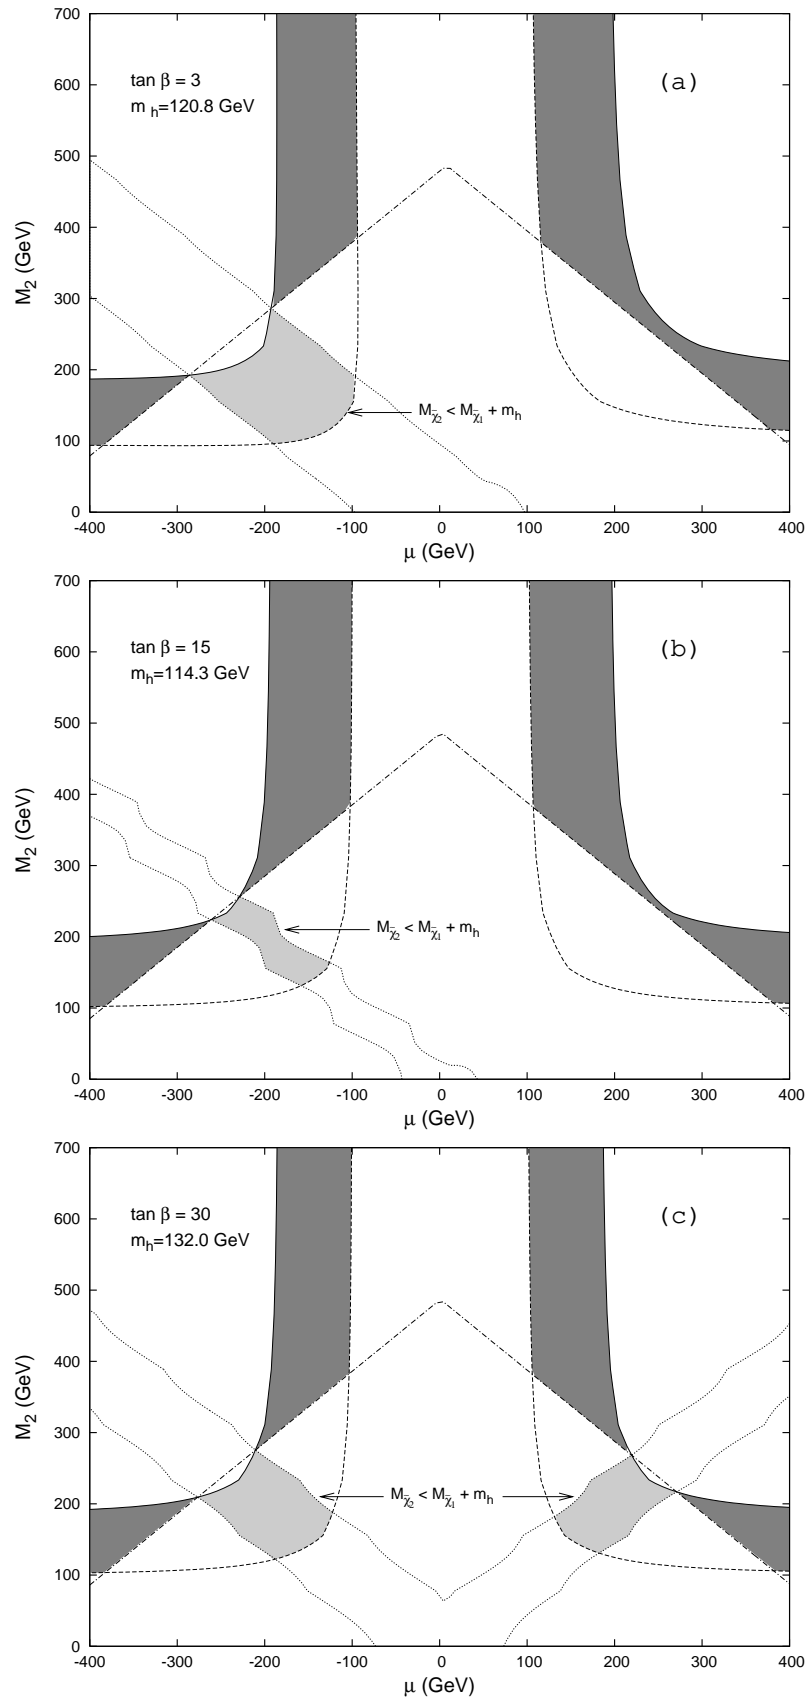 700
600
500
400
300
200
100
0
M₂ (GeV)
tan β = 3
m h=120.8 GeV
(a)
Mχ̃₂ < Mχ̃₁ + mh
-400 -300 -200 -100 0 100 200 300 400
μ (GeV)
700
600
500
400
300
200
100
0
M₂ (GeV)
tan β = 15
mh=114.3 GeV
(b)
Mχ̃₂ < Mχ̃₁ + mh
-400 -300 -200 -100 0 100 200 300 400
μ (GeV)
700
600
500
400
300
200
100
0
M₂ (GeV)
tan β = 30
mh=132.0 GeV
(c)
Mχ̃₂ < Mχ̃₁ + mh
-400 -300 -200 -100 0 100 200 300 400
μ (GeV)